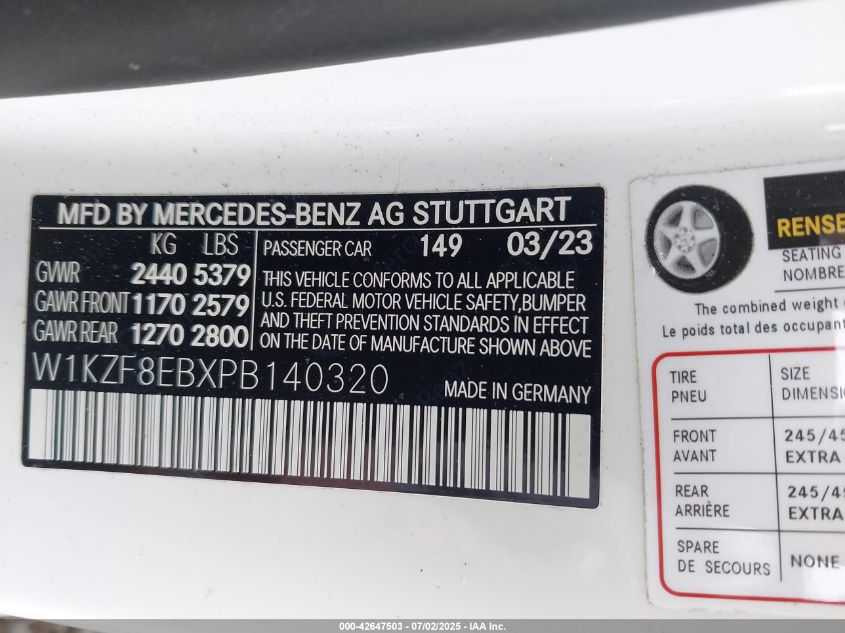 MFD BY MERCEDES-BENZ AG STUTTGART
KG LBS
GVWR 2440 5379
GAWR FRONT 1170 2579
GAWR REAR 1270 2800
PASSENGER CAR 149 03/23
THIS VEHICLE CONFORMS TO ALL APPLICABLE
U.S. FEDERAL MOTOR VEHICLE SAFETY, BUMPER
AND THEFT PREVENTION STANDARDS IN EFFECT
ON THE DATE OF MANUFACTURE SHOWN ABOVE
W1KZF8EBXPB140320
MADE IN GERMANY
RENSE
SEATING
NOMBRE
The combined weight
Le poids total des occupant
TIRE SIZE
PNEU DIMENSI
FRONT 245/45
AVANT EXTRA
REAR 245/45
ARRIÈRE EXTRA
SPARE NONE
DE SECOURS
000-42647503 / 07/02/2025 - IAA Inc.